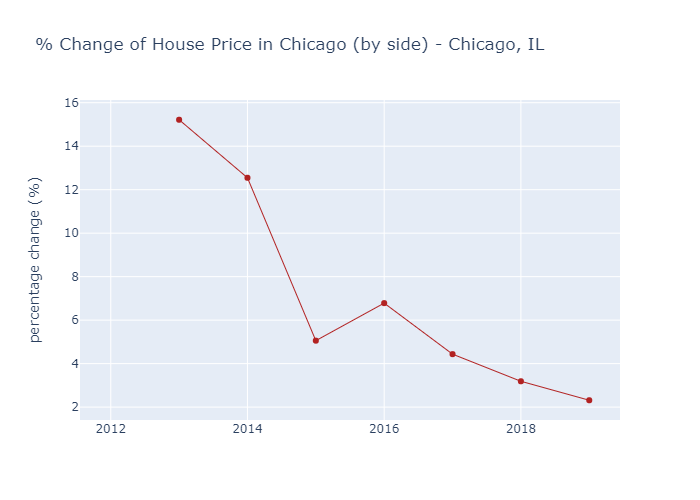 % Change of House Price in Chicago (by side) - Chicago, IL
percentage change (%)
16
14
12
10
8
6
4
2
2012 2014 2016 2018